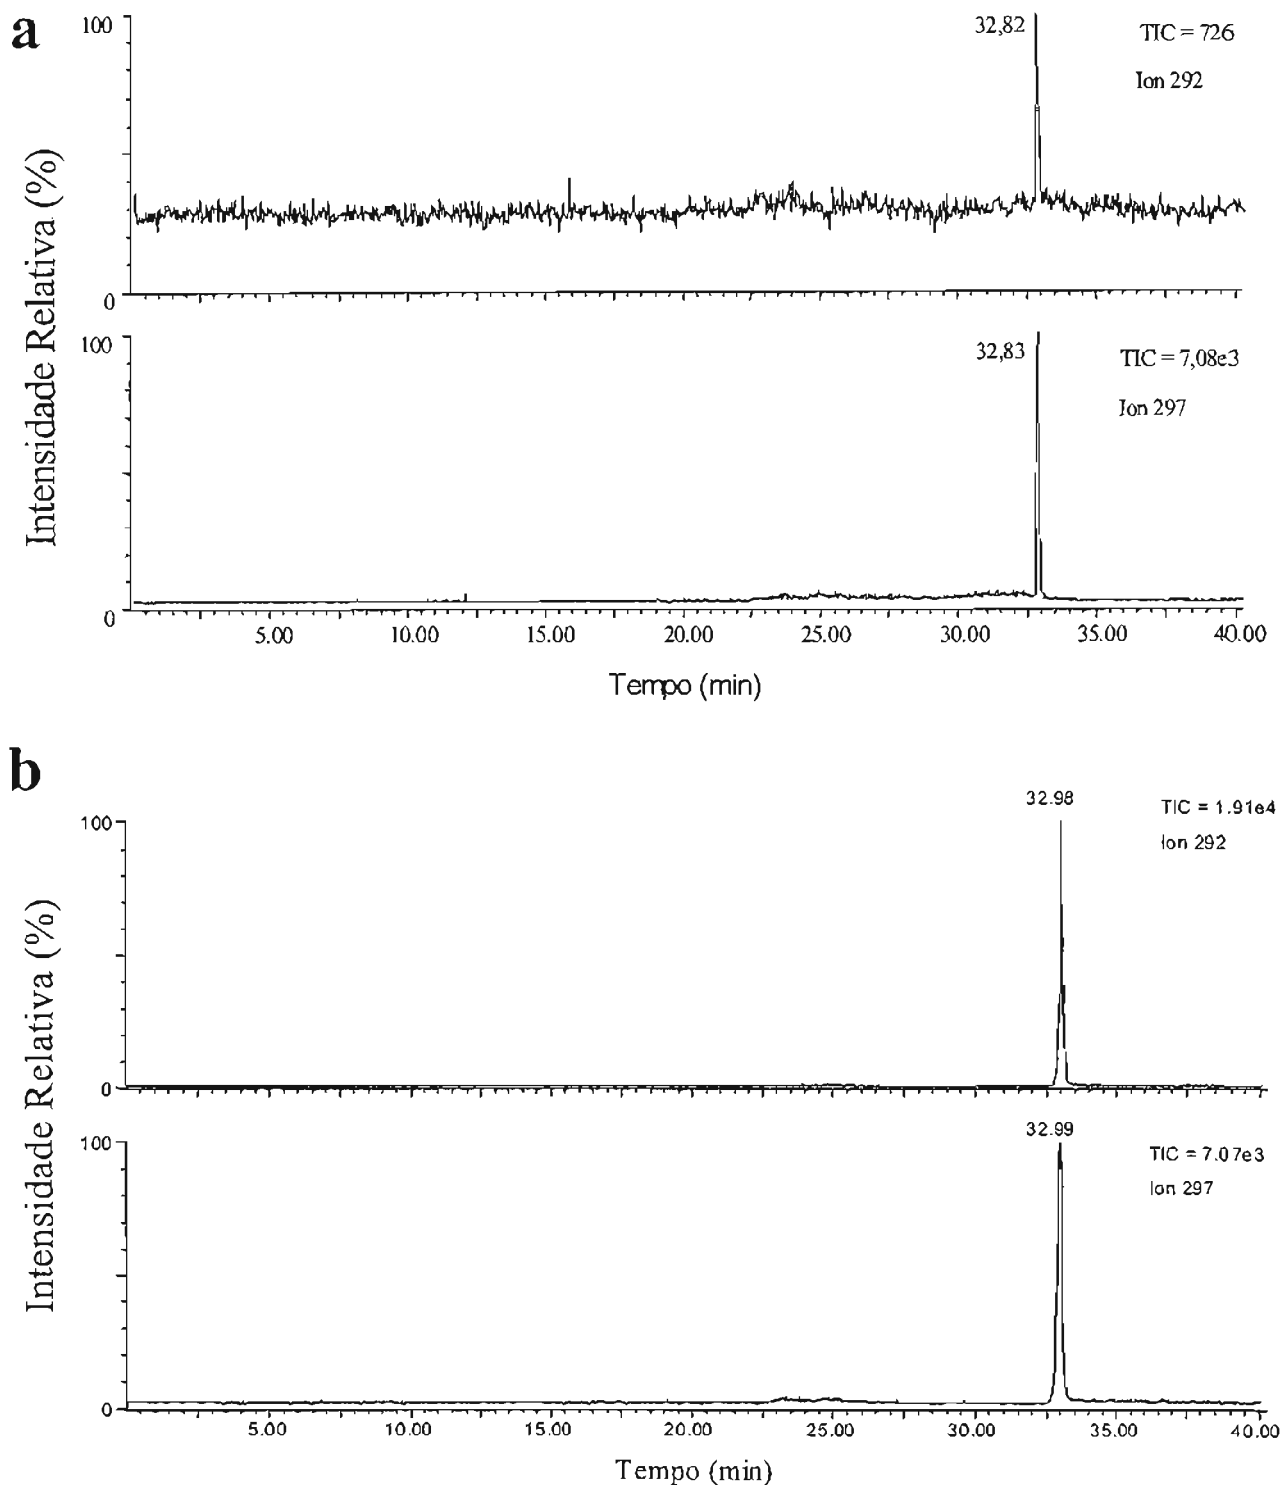 a
Intensidade Relativa (%)
100
32,82
TIC = 726
Ion 292
0
100
32,83
TIC = 7,08e3
Ion 297
0
5.00 10.00 15.00 20.00 25.00 30.00 35.00 40.00
Tempo (min)
b
Intensidade Relativa (%)
32.98
100
TIC = 1.91e4
Ion 292
0
32.99
100
TIC = 7.07e3
Ion 297
0
5.00 10.00 15.00 20.00 25.00 30.00 35.00 40.00
Tempo (min)